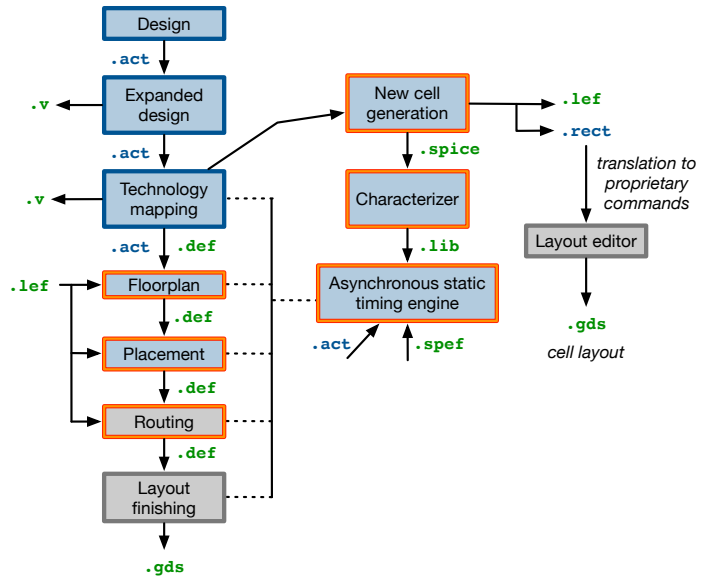 Design
.act
.v
Expanded
design
.act
.v
Technology
mapping
.act
.def
.lef
Floorplan
.def
Placement
.def
Routing
.def
Layout
finishing
.gds
New cell
generation
.spice
Characterizer
.lib
Asynchronous static
timing engine
.act
.spef
.lef
.rect
translation to
proprietary
commands
Layout editor
.gds
cell layout